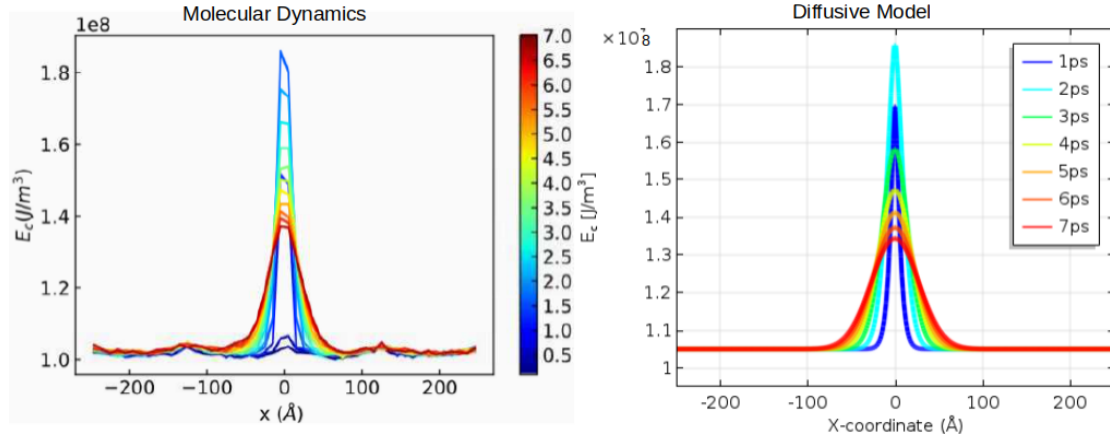 Molecular Dynamics
1e8
1.8
1.6
1.4
1.2
1.0
E_c(J/m³)
−200 −100 0 100 200
x (Å)
7.0
6.5
6.0
5.5
5.0
4.5
4.0
3.5
3.0
2.5
2.0
1.5
1.0
0.5
Diffusive Model
×10⁸
1.8
1.7
1.6
1.5
1.4
1.3
1.2
1.1
1
E_c [J/m³]
-200 -100 0 100 200
X-coordinate (Å)
1ps
2ps
3ps
4ps
5ps
6ps
7ps